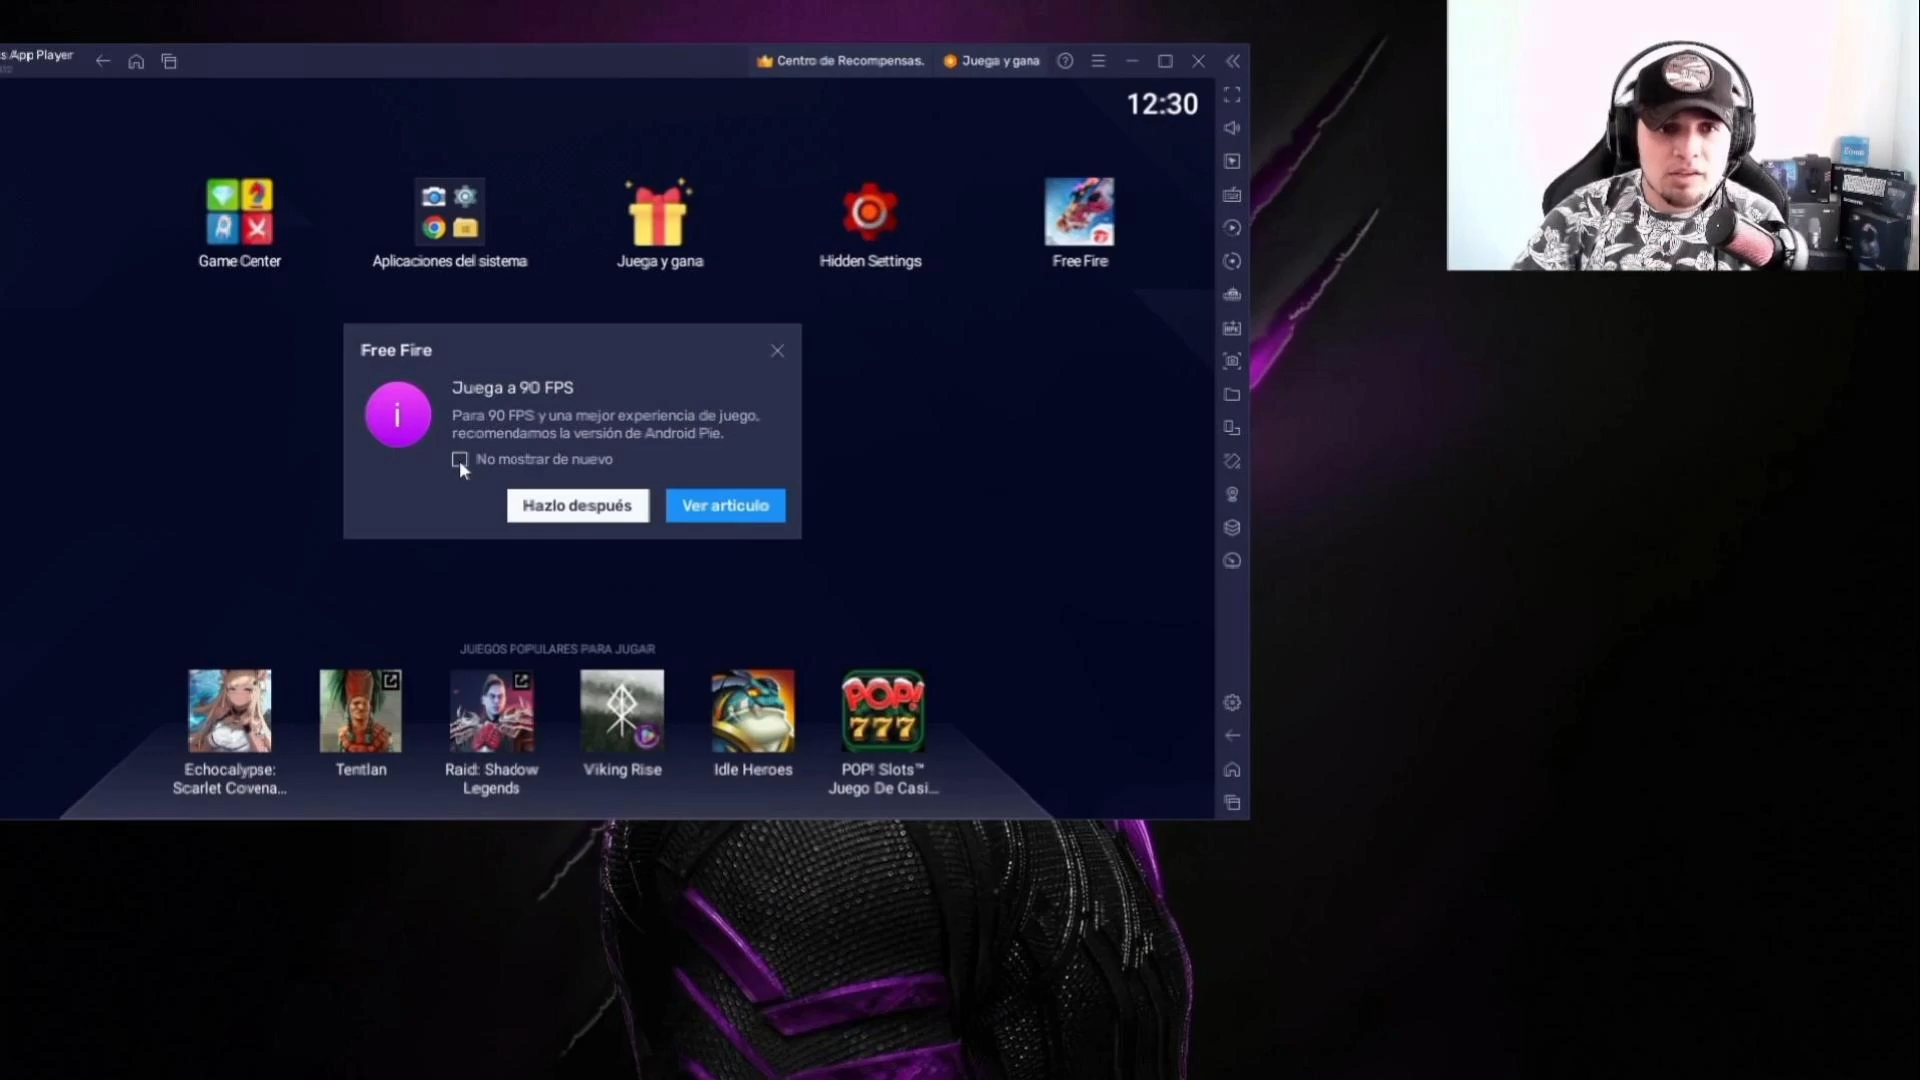 App Player
Centro de Recompensas.
Juega y gana
12:30
Game Center
Aplicaciones del sistema
Juega y gana
Hidden Settings
Free Fire
Free Fire
Juega a 90 FPS
Para 90 FPS y una mejor experiencia de juego,
recomendamos la versión de Android Pie.
No mostrar de nuevo
Hazlo después
Ver articulo
JUEGOS POPULARES PARA JUGAR
POP!
777
Echocalypse:
Scarlet Covena...
Tentlan
Raid: Shadow
Legends
Viking Rise
Idle Heroes
POP! Slots™
Juego De Casi...